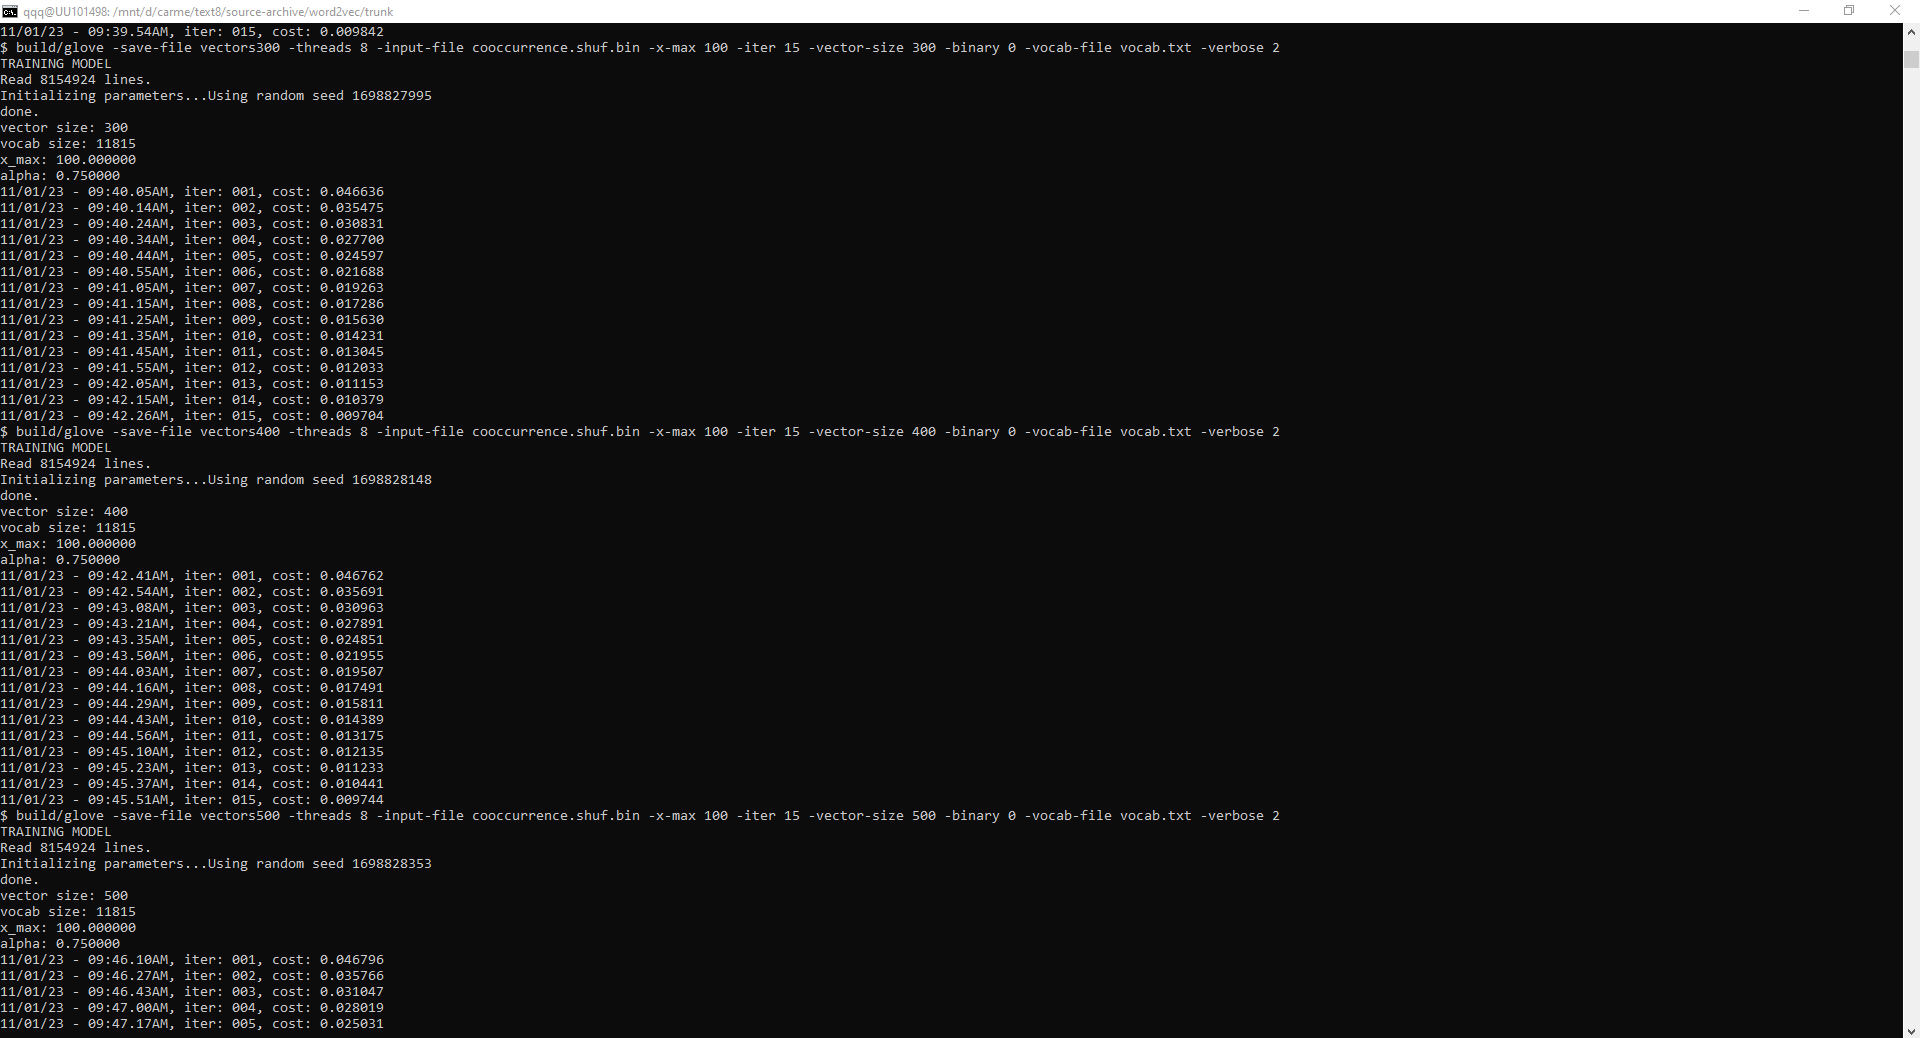 qqq@UU101498: /mnt/d/carme/text8/source-archive/word2vec/trunk
11/01/23 - 09:39.54AM, iter: 015, cost: 0.009842
$ build/glove -save-file vectors300 -threads 8 -input-file cooccurrence.shuf.bin -x-max 100 -iter 15 -vector-size 300 -binary 0 -vocab-file vocab.txt -verbose 2
TRAINING MODEL
Read 8154924 lines.
Initializing parameters...Using random seed 1698827995
done.
vector size: 300
vocab size: 11815
x_max: 100.000000
alpha: 0.750000
11/01/23 - 09:40.05AM, iter: 001, cost: 0.046636
11/01/23 - 09:40.14AM, iter: 002, cost: 0.035475
11/01/23 - 09:40.24AM, iter: 003, cost: 0.030831
11/01/23 - 09:40.34AM, iter: 004, cost: 0.027700
11/01/23 - 09:40.44AM, iter: 005, cost: 0.024597
11/01/23 - 09:40.55AM, iter: 006, cost: 0.021688
11/01/23 - 09:41.05AM, iter: 007, cost: 0.019263
11/01/23 - 09:41.15AM, iter: 008, cost: 0.017286
11/01/23 - 09:41.25AM, iter: 009, cost: 0.015630
11/01/23 - 09:41.35AM, iter: 010, cost: 0.014231
11/01/23 - 09:41.45AM, iter: 011, cost: 0.013045
11/01/23 - 09:41.55AM, iter: 012, cost: 0.012033
11/01/23 - 09:42.05AM, iter: 013, cost: 0.011153
11/01/23 - 09:42.15AM, iter: 014, cost: 0.010379
11/01/23 - 09:42.26AM, iter: 015, cost: 0.009704
$ build/glove -save-file vectors400 -threads 8 -input-file cooccurrence.shuf.bin -x-max 100 -iter 15 -vector-size 400 -binary 0 -vocab-file vocab.txt -verbose 2
TRAINING MODEL
Read 8154924 lines.
Initializing parameters...Using random seed 1698828148
done.
vector size: 400
vocab size: 11815
x_max: 100.000000
alpha: 0.750000
11/01/23 - 09:42.41AM, iter: 001, cost: 0.046762
11/01/23 - 09:42.54AM, iter: 002, cost: 0.035691
11/01/23 - 09:43.08AM, iter: 003, cost: 0.030963
11/01/23 - 09:43.21AM, iter: 004, cost: 0.027891
11/01/23 - 09:43.35AM, iter: 005, cost: 0.024851
11/01/23 - 09:43.50AM, iter: 006, cost: 0.021955
11/01/23 - 09:44.03AM, iter: 007, cost: 0.019507
11/01/23 - 09:44.16AM, iter: 008, cost: 0.017491
11/01/23 - 09:44.29AM, iter: 009, cost: 0.015811
11/01/23 - 09:44.43AM, iter: 010, cost: 0.014389
11/01/23 - 09:44.56AM, iter: 011, cost: 0.013175
11/01/23 - 09:45.10AM, iter: 012, cost: 0.012135
11/01/23 - 09:45.23AM, iter: 013, cost: 0.011233
11/01/23 - 09:45.37AM, iter: 014, cost: 0.010441
11/01/23 - 09:45.51AM, iter: 015, cost: 0.009744
$ build/glove -save-file vectors500 -threads 8 -input-file cooccurrence.shuf.bin -x-max 100 -iter 15 -vector-size 500 -binary 0 -vocab-file vocab.txt -verbose 2
TRAINING MODEL
Read 8154924 lines.
Initializing parameters...Using random seed 1698828353
done.
vector size: 500
vocab size: 11815
x_max: 100.000000
alpha: 0.750000
11/01/23 - 09:46.10AM, iter: 001, cost: 0.046796
11/01/23 - 09:46.27AM, iter: 002, cost: 0.035766
11/01/23 - 09:46.43AM, iter: 003, cost: 0.031047
11/01/23 - 09:47.00AM, iter: 004, cost: 0.028019
11/01/23 - 09:47.17AM, iter: 005, cost: 0.025031